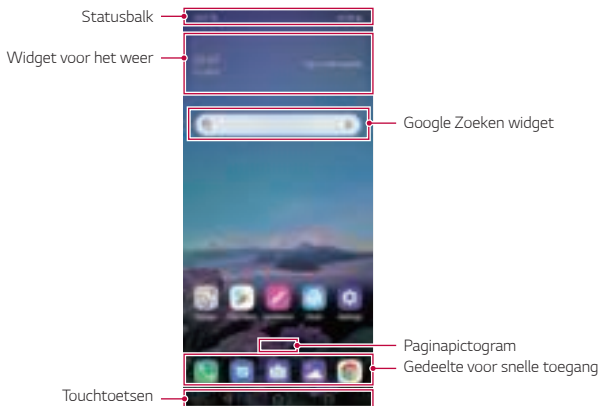 Statusbalk
Widget voor het weer
Google Zoeken widget
Paginapictogram
Gedeelte voor snelle toegang
Touchtoetsen